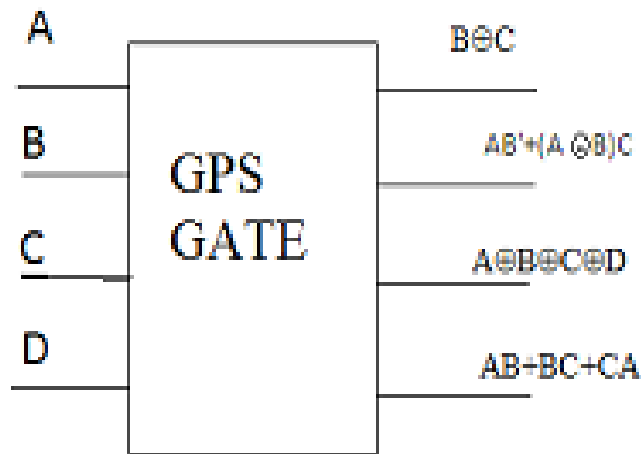 A
B⊕C
B
AB'+(A⊙B)C
GPS
GATE
C
A⊕B⊕C⊕D
D
AB+BC+CA